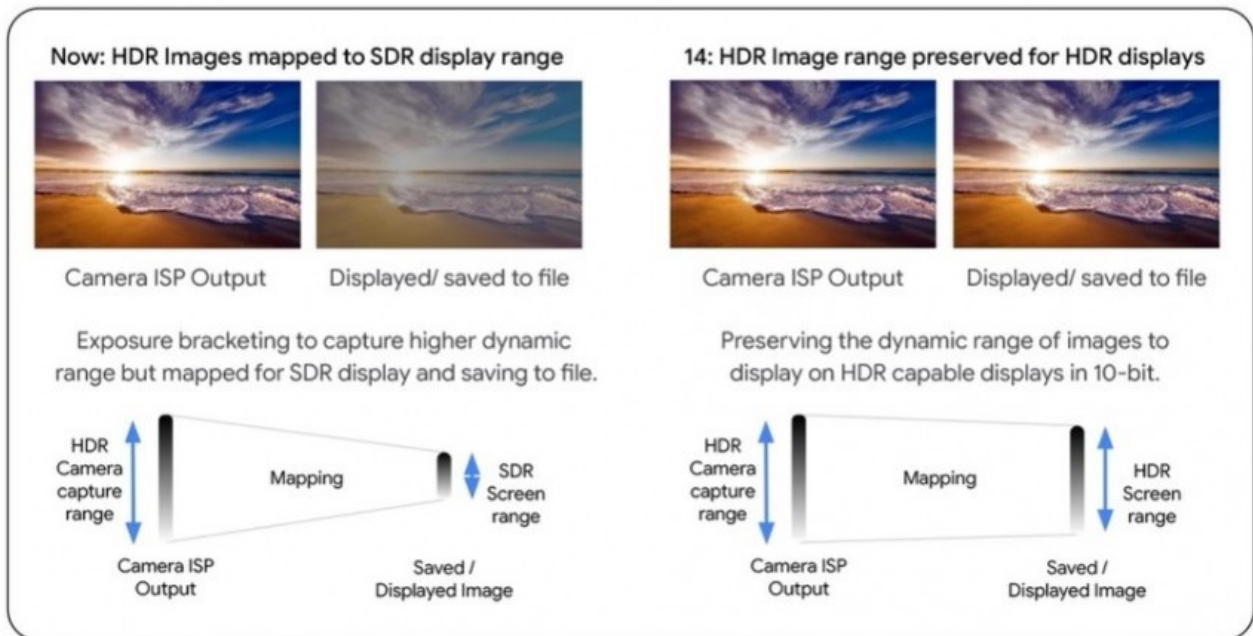 Now: HDR Images mapped to SDR display range
Camera ISP Output
Displayed/ saved to file
Exposure bracketing to capture higher dynamic
range but mapped for SDR display and saving to file.
HDR
Camera
capture
range
Mapping
SDR
Screen
range
Camera ISP
Output
Saved /
Displayed Image
14: HDR Image range preserved for HDR displays
Camera ISP Output
Displayed/ saved to file
Preserving the dynamic range of images to
display on HDR capable displays in 10-bit.
HDR
Camera
capture
range
Mapping
HDR
Screen
range
Camera ISP
Output
Saved /
Displayed Image